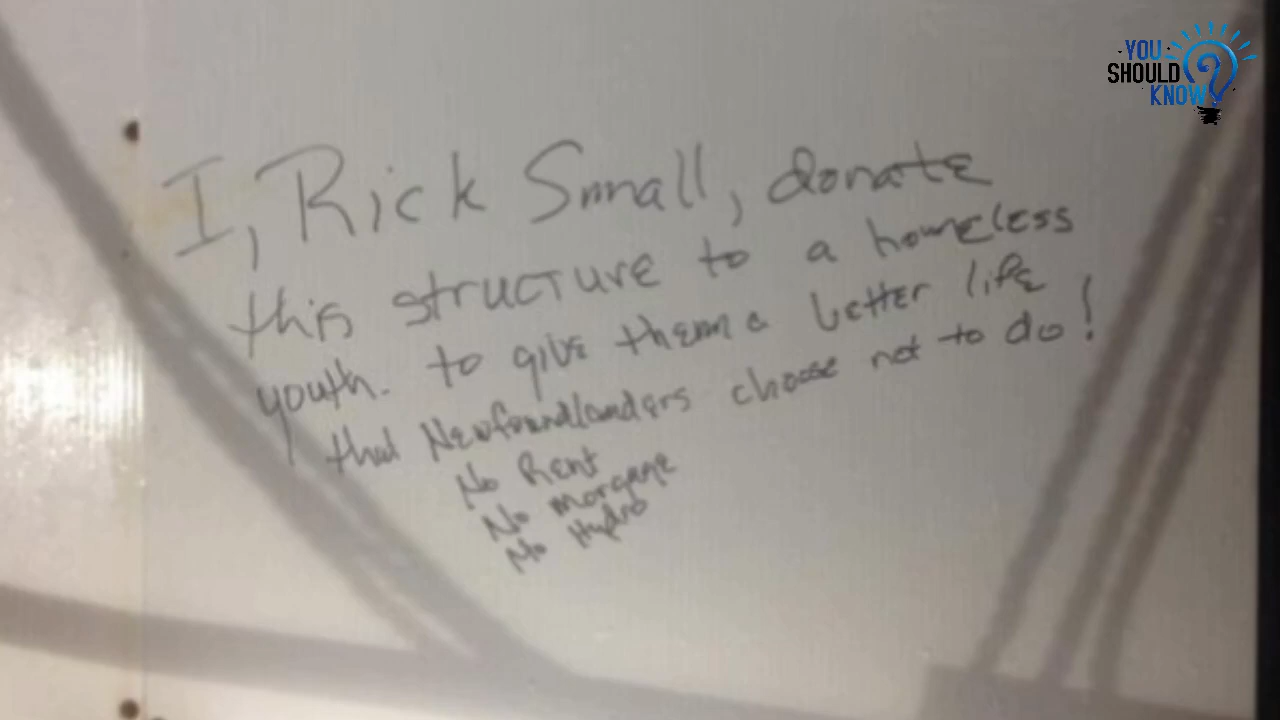 YOU
SHOULD
KNOW
I, Rick Small, donate
this structure to a homeless
youth. to give them a better life
that Newfoundlanders choose not to do!
No Rent
No morgage
No Hydro